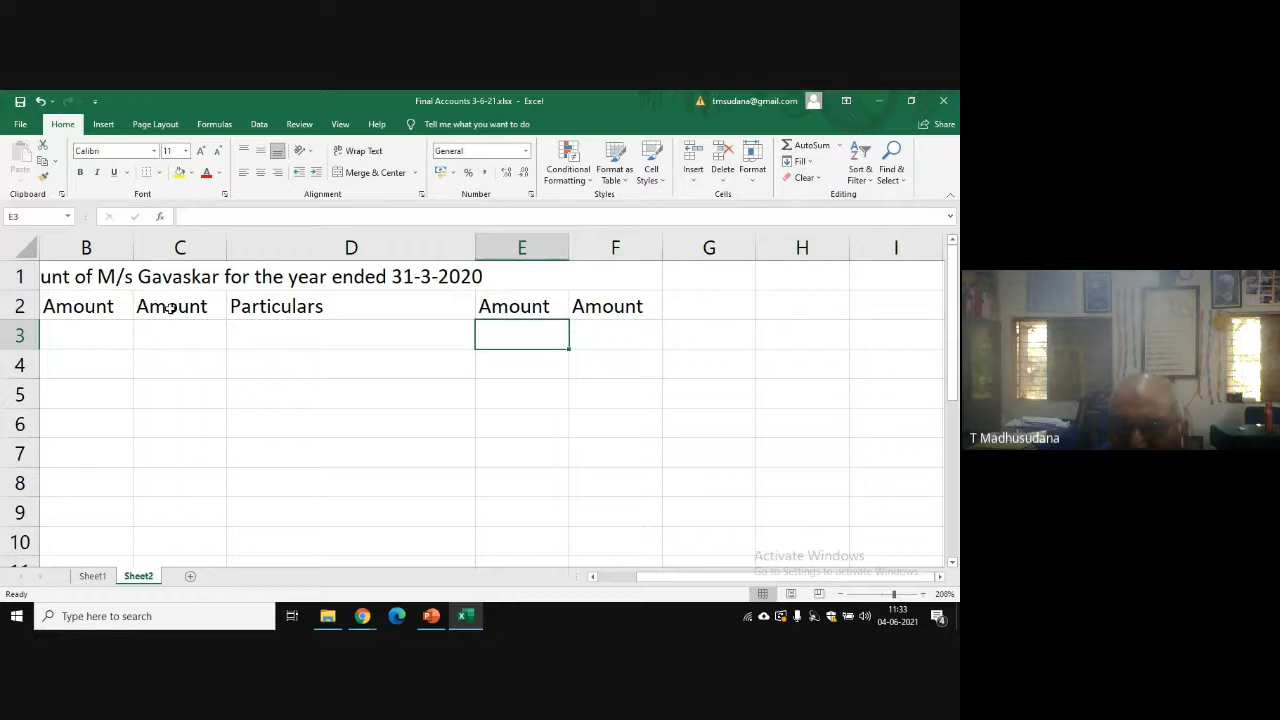 Final Accounts 3-6-21.xlsx - Excel
tmsudana@gmail.com
File Home Insert Page Layout Formulas Data Review View Help Tell me what you want to do Share
Paste
Calibri 11
Wrap Text
General
Merge & Center
Conditional Formatting
Format as Table
Cell Styles
Insert Delete Format
AutoSum
Fill
Clear
Sort & Filter
Find & Select
Clipboard Font Alignment Number Styles Cells Editing
E3
B C D E F G H I
1 unt of M/s Gavaskar for the year ended 31-3-2020
2 Amount Amount Particulars Amount Amount
3
4
5
6
7
8
9
10
Activate Windows
Go to Settings to activate Windows.
Sheet1 Sheet2
Ready 208%
Type here to search
11:33
04-06-2021
4
T Madhusudana